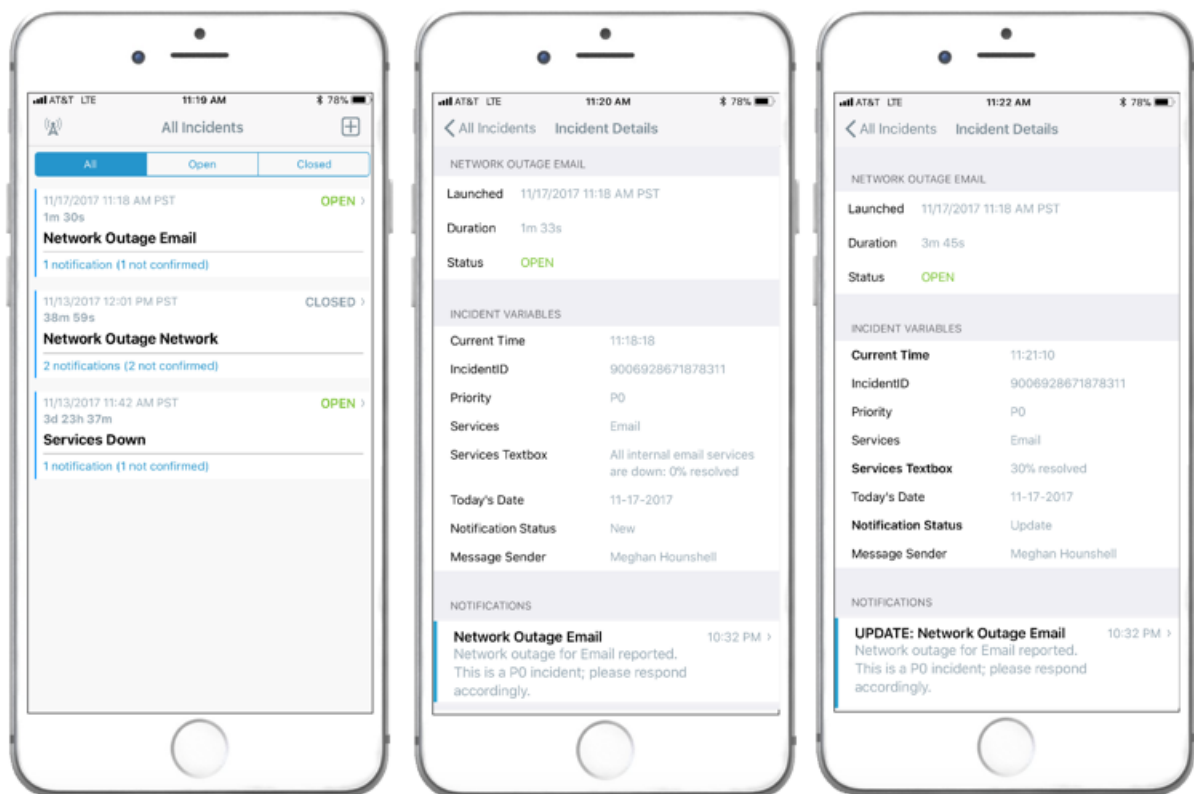 AT&T LTE 11:19 AM 78%
All Incidents
All Open Closed
11/17/2017 11:18 AM PST OPEN
1m 30s
Network Outage Email
1 notification (1 not confirmed)
11/13/2017 12:01 PM PST CLOSED
38m 59s
Network Outage Network
2 notifications (2 not confirmed)
11/13/2017 11:42 AM PST OPEN
3d 23h 37m
Services Down
1 notification (1 not confirmed)
AT&T LTE 11:20 AM 78%
All Incidents Incident Details
NETWORK OUTAGE EMAIL
Launched 11/17/2017 11:18 AM PST
Duration 1m 33s
Status OPEN
INCIDENT VARIABLES
Current Time 11:18:18
IncidentID 9006928671878311
Priority P0
Services Email
Services Textbox All internal email services
are down: 0% resolved
Today's Date 11-17-2017
Notification Status New
Message Sender Meghan Hounshell
NOTIFICATIONS
Network Outage Email 10:32 PM
Network outage for Email reported.
This is a P0 incident; please respond
accordingly.
AT&T LTE 11:22 AM 78%
All Incidents Incident Details
NETWORK OUTAGE EMAIL
Launched 11/17/2017 11:18 AM PST
Duration 3m 45s
Status OPEN
INCIDENT VARIABLES
Current Time 11:21:10
IncidentID 9006928671878311
Priority P0
Services Email
Services Textbox 30% resolved
Today's Date 11-17-2017
Notification Status Update
Message Sender Meghan Hounshell
NOTIFICATIONS
UPDATE: Network Outage Email 10:32 PM
Network outage for Email reported.
This is a P0 incident; please respond
accordingly.